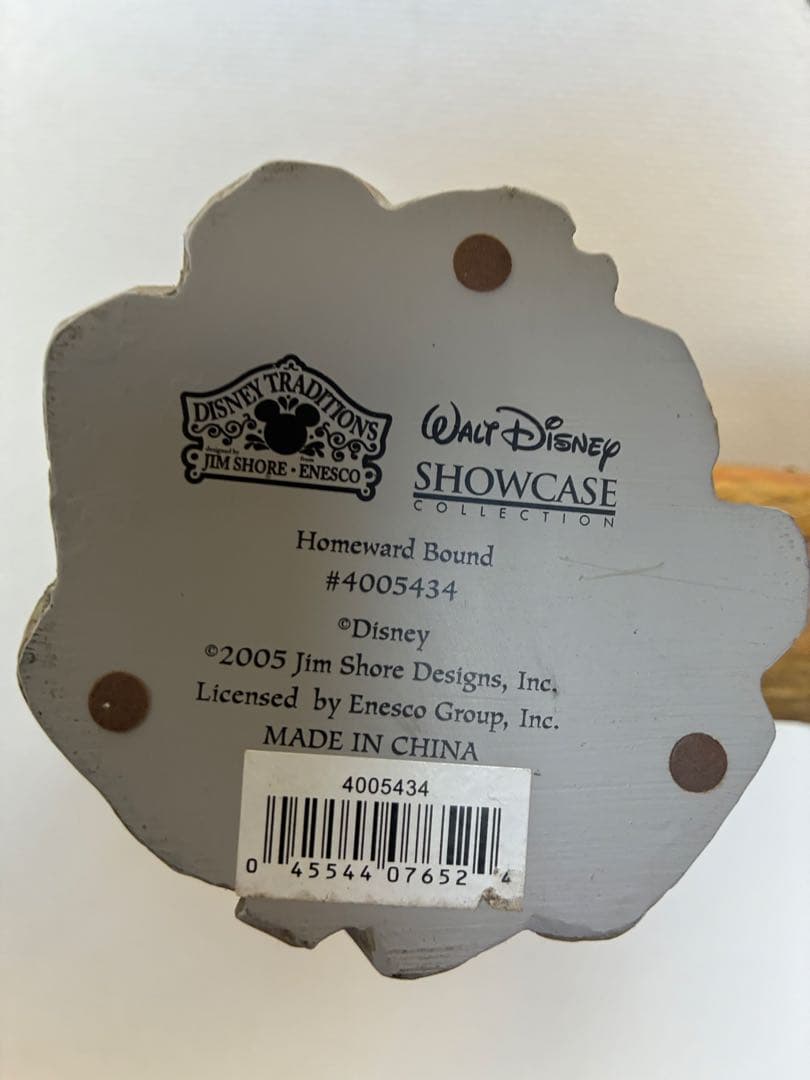 DISNEY TRADITIONS
designed by
from
JIM SHORE • ENESCO
WALT DISNEY
SHOWCASE
COLLECTION
Homeward Bound
#4005434
©Disney
©2005 Jim Shore Designs, Inc.
Licensed by Enesco Group, Inc.
MADE IN CHINA
4005434
0 45544 07652 4